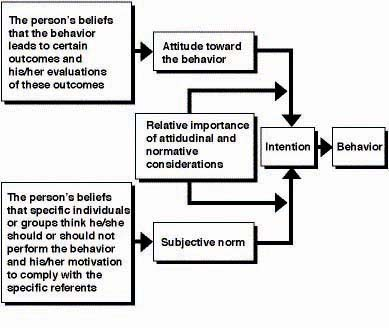 The person's beliefs
that the behavior
leads to certain
outcomes and
his/her evaluations
of these outcomes
Attitude toward
the behavior
Relative importance
of attidudinal and
normative
considerations
Intention
Behavior
The person's beliefs
that specific individuals
or groups think he/she
should or should not
perform the behavior
and his/her motivation
to comply with the
specific referents
Subjective norm